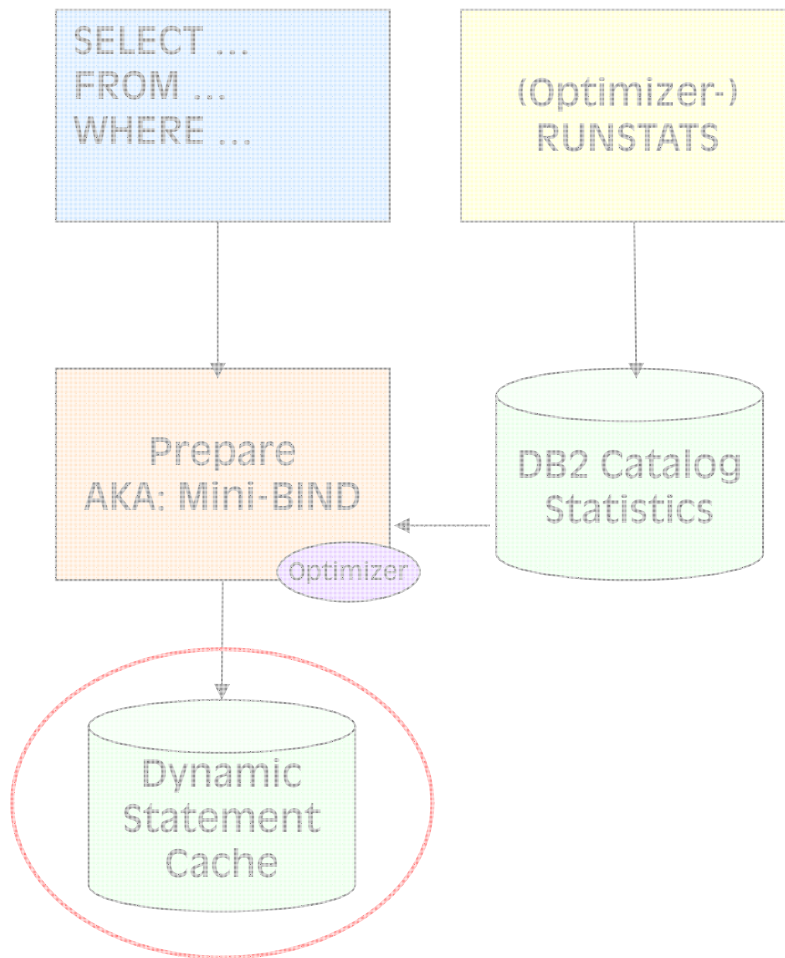 SELECT ...
FROM ...
WHERE ...
(Optimizer-)
RUNSTATS
Prepare
AKA: Mini-BIND
Optimizer
DB2 Catalog
Statistics
Dynamic
Statement
Cache